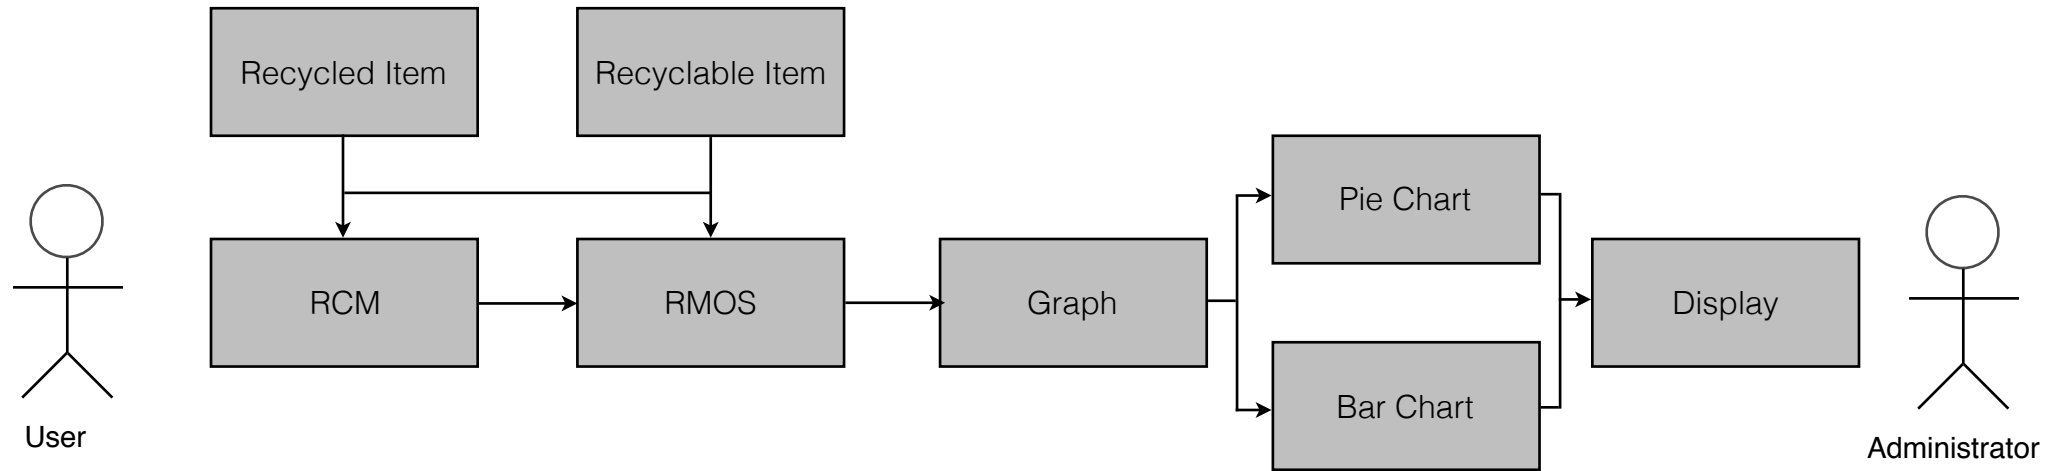 Recycled Item
Recyclable Item
Pie Chart
RCM
RMOS
Graph
Display
Bar Chart
User
Administrator